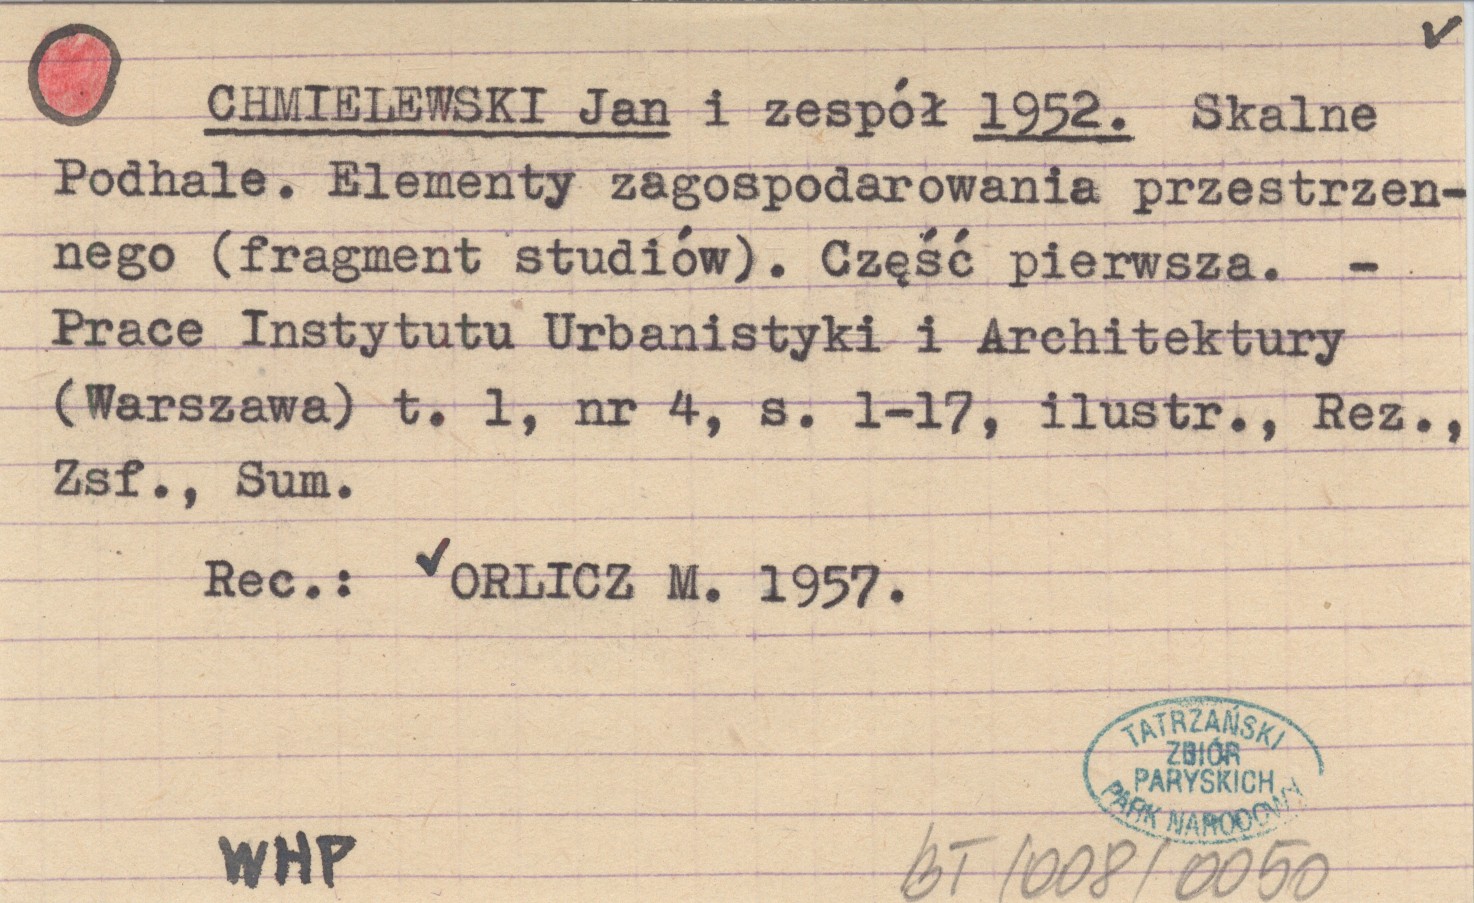 ✓
CHMIELEWSKI Jan i zespół 1952. Skalne
Podhale. Elementy zagospodarowania przestrzen-
nego (fragment studiów). Część pierwsza. –
Prace Instytutu Urbanistyki i Architektury
(Warszawa) t. 1, nr 4, s. 1-17, ilustr., Rez.,
Zsf., Sum.
Rec.: ✓ORLICZ M. 1957.
TATRZAŃSKI
ZBIÓR
PARYSKICH
PARK NARODOWY
WHP
BT/008/0050